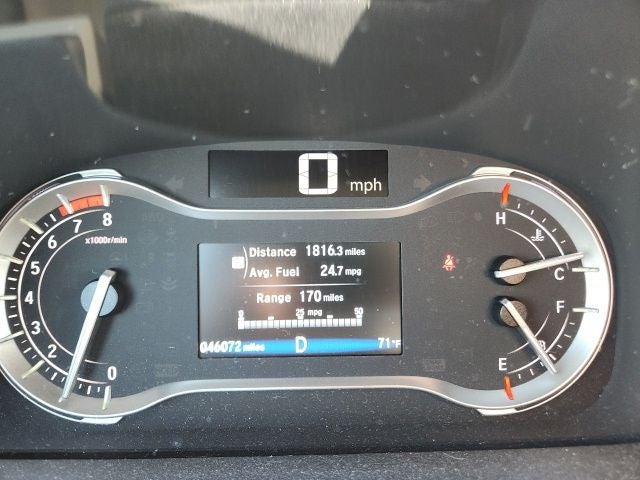 0 mph
8
7
6
5
4
3
2
1
0
x1000r/min
Distance 1816.3 miles
Avg. Fuel 24.7 mpg
Range 170 miles
0 25 mpg 50
046072 miles D 71°F
H
C
F
E